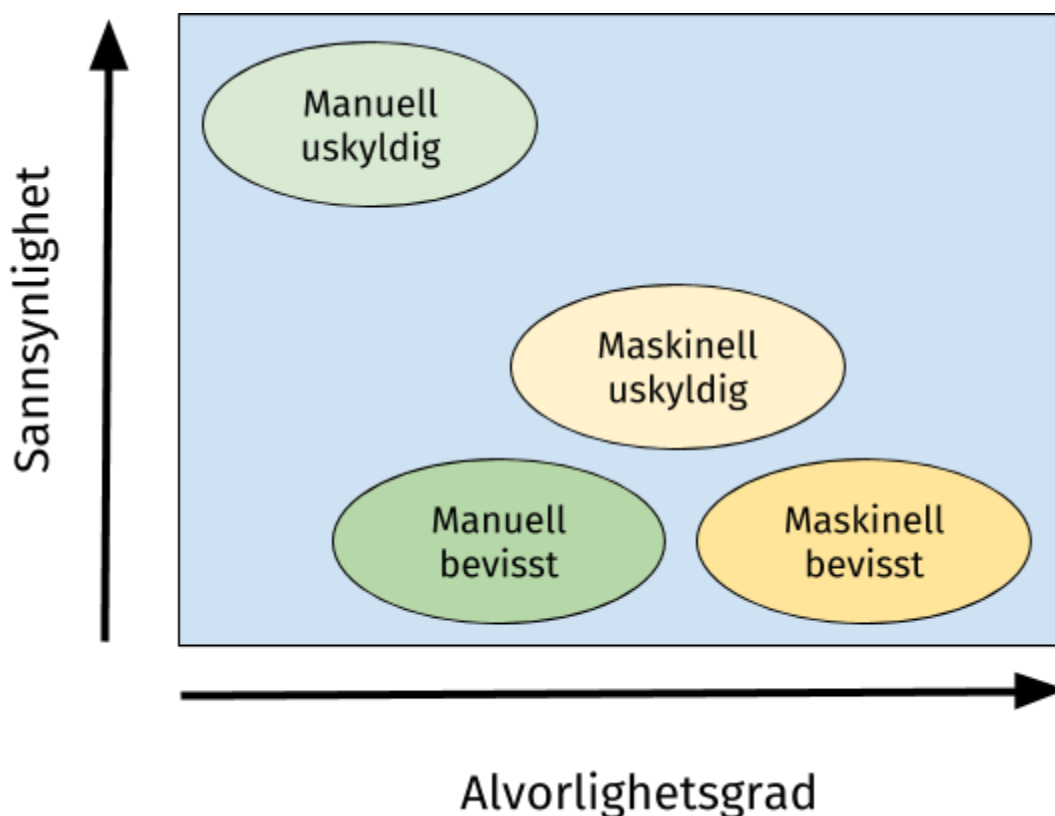 Sannsynlighet
Manuell
uskyldig
Maskinell
uskyldig
Manuell
bevisst
Maskinell
bevisst
Alvorlighetsgrad